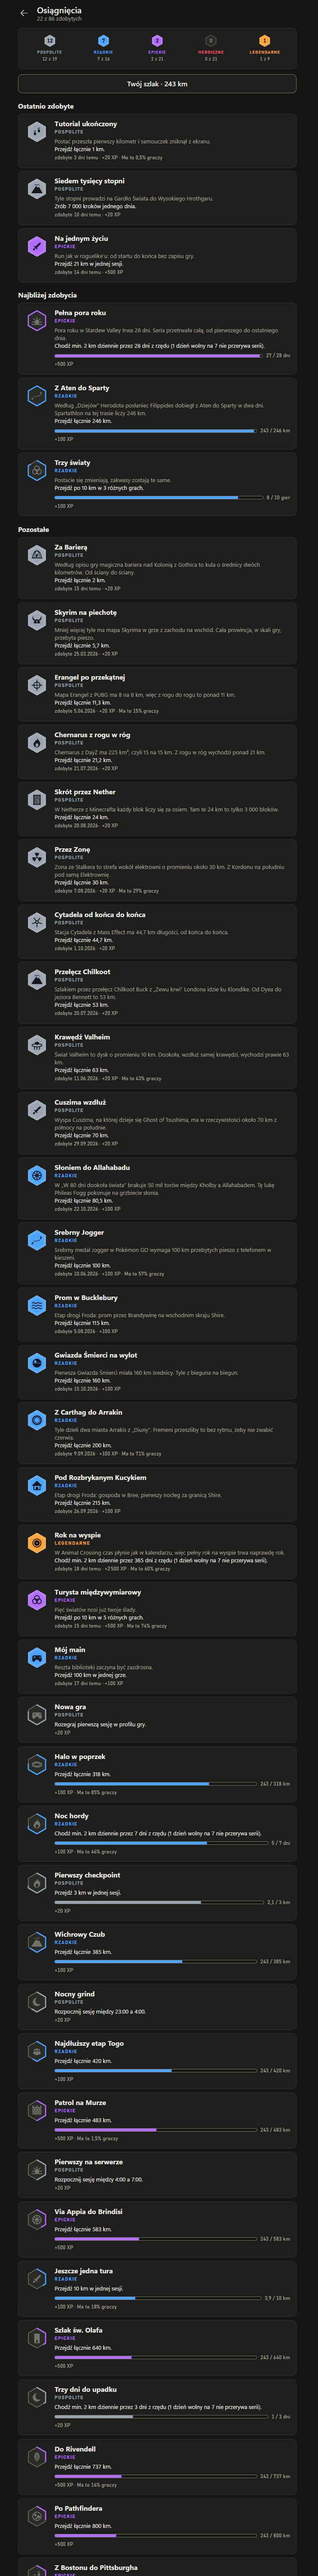 Osiągnięcia
22 z 86 zdobytych
12
7
2
0
1
POSPOLITE
RZADKIE
EPICKIE
HEROICZNE
LEGENDARNE
12 z 19
7 z 16
2 z 21
0 z 21
1 z 9
Twój szlak · 243 km
Ostatnio zdobyte
Tutorial ukończony
POSPOLITE
Postać przeszła pierwszy kilometr i samouczek zniknął z ekranu.
Przejdź łącznie 1 km.
zdobyte 3 dni temu · +20 XP · Ma to 0,5% graczy
Siedem tysięcy stopni
POSPOLITE
Tyle stopni prowadzi na Gardło Świata do Wysokiego Hrothgaru.
Zrób 7 000 kroków jednego dnia.
zdobyte 10 dni temu · +20 XP
Na jednym życiu
EPICKIE
Run jak w roguelike'u: od startu do końca bez zapisu gry.
Przejdź 21 km w jednej sesji.
zdobyte 14 dni temu · +500 XP
Najbliżej zdobycia
Pełna pora roku
EPICKIE
Pora roku w Stardew Valley trwa 28 dni. Seria przetrwała całą, od pierwszego do ostatniego
dnia.
Chodź min. 2 km dziennie przez 28 dni z rzędu (1 dzień wolny na 7 nie przerywa serii).
27 / 28 dni
+500 XP
Z Aten do Sparty
RZADKIE
Według „Dziejów" Herodota posłaniec Filippides dobiegł z Aten do Sparty w dwa dni.
Spartathlon na tej trasie liczy 246 km.
Przejdź łącznie 246 km.
243 / 246 km
+100 XP
Trzy światy
RZADKIE
Postacie się zmieniają, zakwasy zostają te same.
Przejdź po 10 km w 3 różnych grach.
8 / 10 gier
+100 XP
Pozostałe
Za Barierą
POSPOLITE
Według opisu gry magiczna bariera nad Kolonią z Gothica to kula o średnicy dwóch
kilometrów. Od ściany do ściany.
Przejdź łącznie 2 km.
zdobyte 15 dni temu · +20 XP
Skyrim na piechotę
POSPOLITE
Mniej więcej tyle ma mapa Skyrima w grze z zachodu na wschód. Cała prowincja, w skali gry,
przebyta pieszo.
Przejdź łącznie 5,7 km.
zdobyte 25.03.2026 · +20 XP
Erangel po przekątnej
POSPOLITE
Mapa Erangel z PUBG ma 8 na 8 km, więc z rogu do rogu to ponad 11 km.
Przejdź łącznie 11,3 km.
zdobyte 5.06.2026 · +20 XP · Ma to 15% graczy
Chernarus z rogu w róg
POSPOLITE
Chernarus z DayZ ma 225 km², czyli 15 na 15 km. Z rogu w róg wychodzi ponad 21 km.
Przejdź łącznie 21,2 km.
zdobyte 21.07.2026 · +20 XP
Skrót przez Nether
POSPOLITE
W Netherze z Minecrafta każdy blok liczy się za osiem. Tam te 24 km to tylko 3 000 bloków.
Przejdź łącznie 24 km.
zdobyte 20.08.2026 · +20 XP
Przez Zonę
POSPOLITE
Zona ze Stalkera to strefa wokół elektrowni o promieniu około 30 km. Z Kordonu na południu
pod samą Elektrownię.
Przejdź łącznie 30 km.
zdobyte 7.08.2026 · +20 XP · Ma to 29% graczy
Cytadela od końca do końca
POSPOLITE
Stacja Cytadela z Mass Effect ma 44,7 km długości, od końca do końca.
Przejdź łącznie 44,7 km.
zdobyte 1.10.2026 · +20 XP
Przełęcz Chilkoot
POSPOLITE
Szlakiem przez przełęcz Chilkoot Buck z „Zewu krwi" Londona idzie ku Klondike. Od Dyea do
jeziora Bennett to 53 km.
Przejdź łącznie 53 km.
zdobyte 20.07.2026 · +20 XP
Krawędź Valheim
POSPOLITE
Świat Valheim to dysk o promieniu 10 km. Dookoła, wzdłuż samej krawędzi, wychodzi prawie 63
km.
Przejdź łącznie 63 km.
zdobyte 11.06.2026 · +20 XP · Ma to 43% graczy
Cuszima wzdłuż
POSPOLITE
Wyspa Cuszima, na której dzieje się Ghost of Tsushima, ma w rzeczywistości około 70 km z
północy na południe.
Przejdź łącznie 70 km.
zdobyte 29.09.2026 · +20 XP
Słoniem do Allahabadu
RZADKIE
W „W 80 dni dookoła świata" brakuje 50 mil torów między Kholby a Allahabadem. Tę lukę
Phileas Fogg pokonuje na grzbiecie słonia.
Przejdź łącznie 80,5 km.
zdobyte 22.10.2026 · +100 XP
Srebrny Jogger
RZADKIE
Srebrny medal Jogger w Pokémon GO wymaga 100 km przebytych pieszo z telefonem w
kieszeni.
Przejdź łącznie 100 km.
zdobyte 10.06.2026 · +100 XP · Ma to 57% graczy
Prom w Bucklebury
RZADKIE
Etap drogi Froda: prom przez Brandywinę na wschodnim skraju Shire.
Przejdź łącznie 115 km.
zdobyte 5.08.2026 · +100 XP
Gwiazda Śmierci na wylot
RZADKIE
Pierwsza Gwiazda Śmierci miała 160 km średnicy. Tyle z bieguna na biegun.
Przejdź łącznie 160 km.
zdobyte 15.10.2026 · +100 XP
Z Carthag do Arrakin
RZADKIE
Tyle dzieli dwa miasta Arrakis z „Diuny". Fremeni przeszliby to bez rytmu, żeby nie zwabić
czerwia.
Przejdź łącznie 200 km.
zdobyte 9.09.2026 · +100 XP · Ma to 71% graczy
Pod Rozbrykanym Kucykiem
RZADKIE
Etap drogi Froda: gospoda w Bree, pierwszy nocleg za granicą Shire.
Przejdź łącznie 215 km.
zdobyte 26.09.2026 · +100 XP
Rok na wyspie
LEGENDARNE
W Animal Crossing czas płynie jak w kalendarzu, więc pełny rok na wyspie trwa naprawdę rok.
Chodź min. 2 km dziennie przez 365 dni z rzędu (1 dzień wolny na 7 nie przerywa serii).
zdobyte 18 dni temu · +2 500 XP · Ma to 60% graczy
Turysta międzywymiarowy
EPICKIE
Pięć światów nosi już twoje ślady.
Przejdź po 10 km w 5 różnych grach.
zdobyte 15 dni temu · +500 XP · Ma to 74% graczy
Mój main
RZADKIE
Reszta biblioteki zaczyna być zazdrosna.
Przejdź 100 km w jednej grze.
zdobyte 27 dni temu · +100 XP
Nowa gra
POSPOLITE
Rozegraj pierwszą sesję w profilu gry.
+20 XP
Halo w poprzek
RZADKIE
Przejdź łącznie 318 km.
243 / 318 km
+100 XP · Ma to 85% graczy
Noc hordy
RZADKIE
Chodź min. 2 km dziennie przez 7 dni z rzędu (1 dzień wolny na 7 nie przerywa serii).
5 / 7 dni
+100 XP · Ma to 46% graczy
Pierwszy checkpoint
POSPOLITE
Przejdź 3 km w jednej sesji.
2,1 / 3 km
+20 XP
Wichrowy Czub
RZADKIE
Przejdź łącznie 385 km.
243 / 385 km
+100 XP
Nocny grind
POSPOLITE
Rozpocznij sesję między 23:00 a 4:00.
+20 XP
Najdłuższy etap Togo
RZADKIE
Przejdź łącznie 420 km.
243 / 420 km
+100 XP
Patrol na Murze
EPICKIE
Przejdź łącznie 483 km.
243 / 483 km
+500 XP · Ma to 1,5% graczy
Pierwszy na serwerze
POSPOLITE
Rozpocznij sesję między 4:00 a 7:00.
+20 XP
Via Appia do Brindisi
EPICKIE
Przejdź łącznie 583 km.
243 / 583 km
+500 XP
Jeszcze jedna tura
RZADKIE
Przejdź 10 km w jednej sesji.
3,9 / 10 km
+100 XP · Ma to 18% graczy
Szlak św. Olafa
EPICKIE
Przejdź łącznie 640 km.
243 / 640 km
+500 XP
Trzy dni do upadku
POSPOLITE
Chodź min. 2 km dziennie przez 3 dni z rzędu (1 dzień wolny na 7 nie przerywa serii).
1 / 3 dni
+20 XP
Do Rivendell
EPICKIE
Przejdź łącznie 737 km.
243 / 737 km
+500 XP · Ma to 16% graczy
Po Pathfindera
EPICKIE
Przejdź łącznie 800 km.
243 / 800 km
+500 XP
Z Bostonu do Pittsburgha
EPICKIE